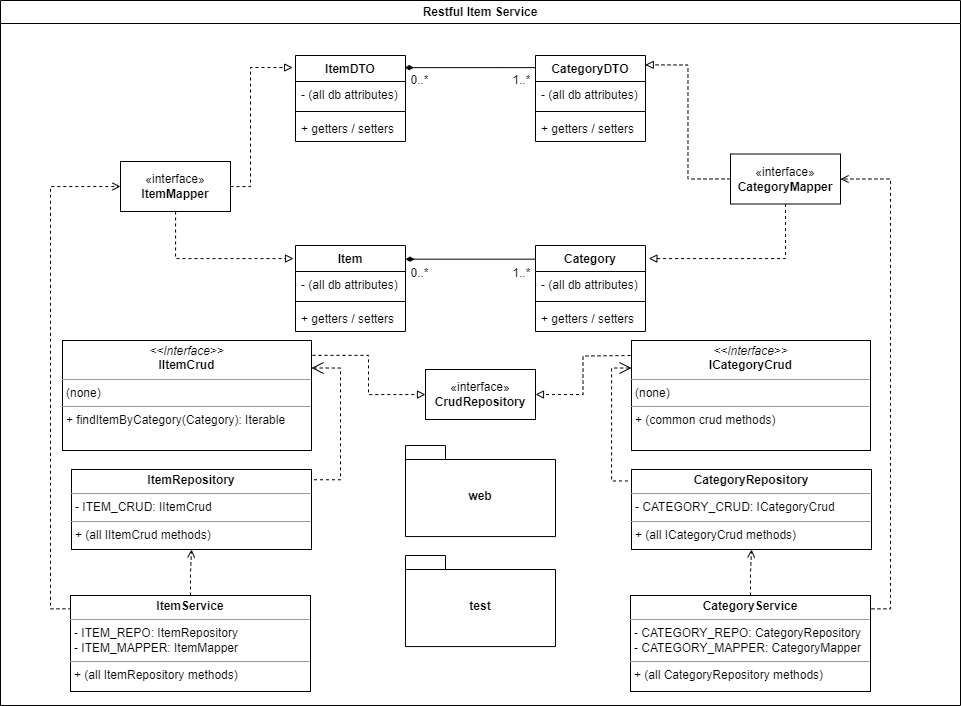 Restful Item Service
ItemDTO
- (all db attributes)
+ getters / setters
0..*
1..*
CategoryDTO
- (all db attributes)
+ getters / setters
«interface»
ItemMapper
«interface»
CategoryMapper
Item
- (all db attributes)
+ getters / setters
0..*
1..*
Category
- (all db attributes)
+ getters / setters
<<Interface>>
IItemCrud
(none)
+ findItemByCategory(Category): Iterable
«interface»
CrudRepository
<<Interface>>
ICategoryCrud
(none)
+ (common crud methods)
ItemRepository
- ITEM_CRUD: IItemCrud
+ (all IItemCrud methods)
web
CategoryRepository
- CATEGORY_CRUD: ICategoryCrud
+ (all ICategoryCrud methods)
ItemService
- ITEM_REPO: ItemRepository
- ITEM_MAPPER: ItemMapper
+ (all ItemRepository methods)
test
CategoryService
- CATEGORY_REPO: CategoryRepository
- CATEGORY_MAPPER: CategoryMapper
+ (all CategoryRepository methods)